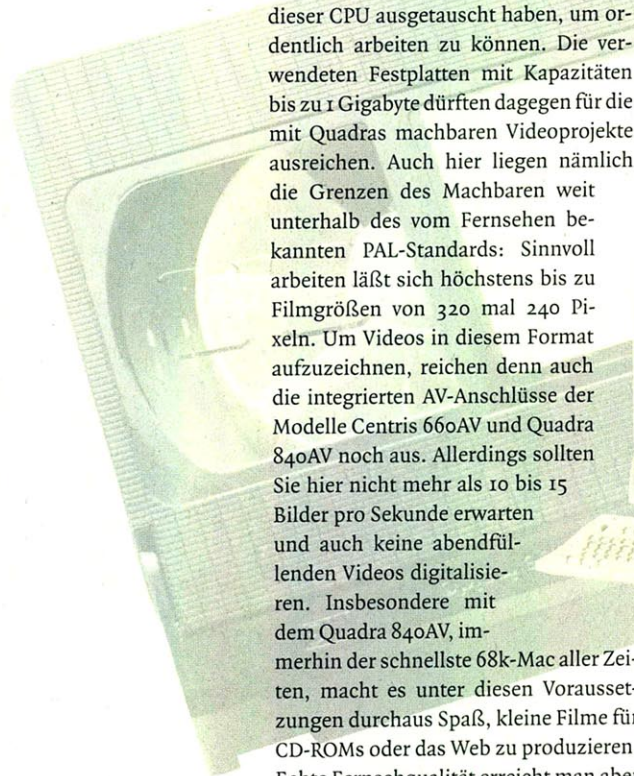 dieser CPU ausgetauscht haben, um or-
dentlich arbeiten zu können. Die ver-
wendeten Festplatten mit Kapazitäten
bis zu 1 Gigabyte dürften dagegen für die
mit Quadras machbaren Videoprojekte
ausreichen. Auch hier liegen nämlich
die Grenzen des Machbaren weit
unterhalb des vom Fernsehen be-
kannten PAL-Standards: Sinnvoll
arbeiten läßt sich höchstens bis zu
Filmgrößen von 320 mal 240 Pi-
xeln. Um Videos in diesem Format
aufzuzeichnen, reichen denn auch
die integrierten AV-Anschlüsse der
Modelle Centris 660AV und Quadra
840AV noch aus. Allerdings sollten
Sie hier nicht mehr als 10 bis 15
Bilder pro Sekunde erwarten
und auch keine abendfül-
lenden Videos digitalisie-
ren. Insbesondere mit
dem Quadra 840AV, im-
merhin der schnellste 68k-Mac aller Zei-
ten, macht es unter diesen Vorausset-
zungen durchaus Spaß, kleine Filme für
CD-ROMs oder das Web zu produzieren.
Echte Fernsehqualität erreicht man aber